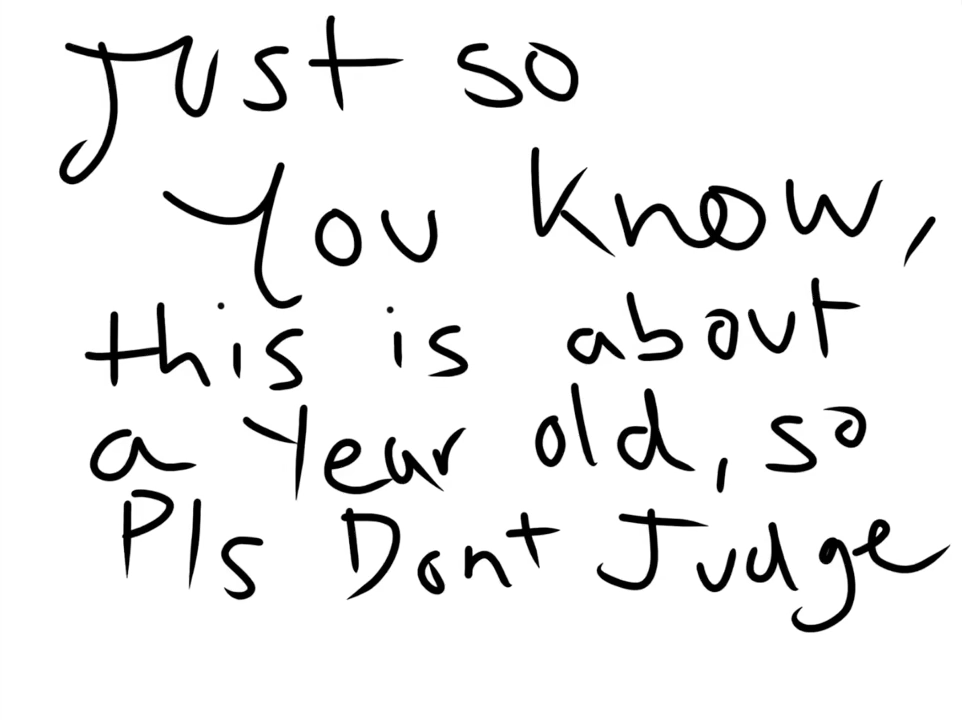 Just so
You know,
this is about
a Year old, so
Pls Dont Judge